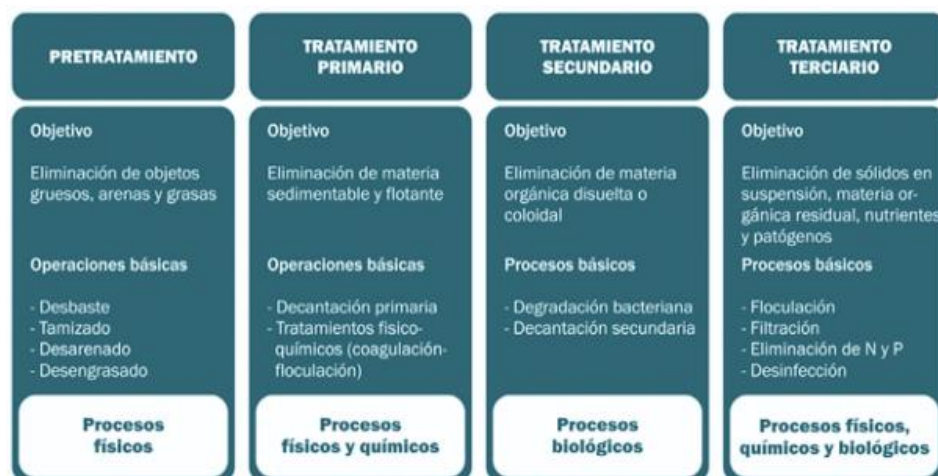 PRETRATAMIENTO
Objetivo
Eliminación de objetos
gruesos, arenas y grasas
Operaciones básicas
- Desbaste
- Tamizado
- Desarenado
- Desengrasado
Procesos
físicos
TRATAMIENTO
PRIMARIO
Objetivo
Eliminación de materia
sedimentable y flotante
Operaciones básicas
- Decantación primaria
- Tratamientos físico-
químicos (coagulación-
floculación)
Procesos
físicos y químicos
TRATAMIENTO
SECUNDARIO
Objetivo
Eliminación de materia
orgánica disuelta o
coloidal
Procesos básicos
- Degradación bacteriana
- Decantación secundaria
Procesos
biológicos
TRATAMIENTO
TERCIARIO
Objetivo
Eliminación de sólidos en
suspensión, materia or-
gánica residual, nutrientes
y patógenos
Procesos básicos
- Floculación
- Filtración
- Eliminación de N y P
- Desinfección
Procesos físicos,
químicos y biológicos